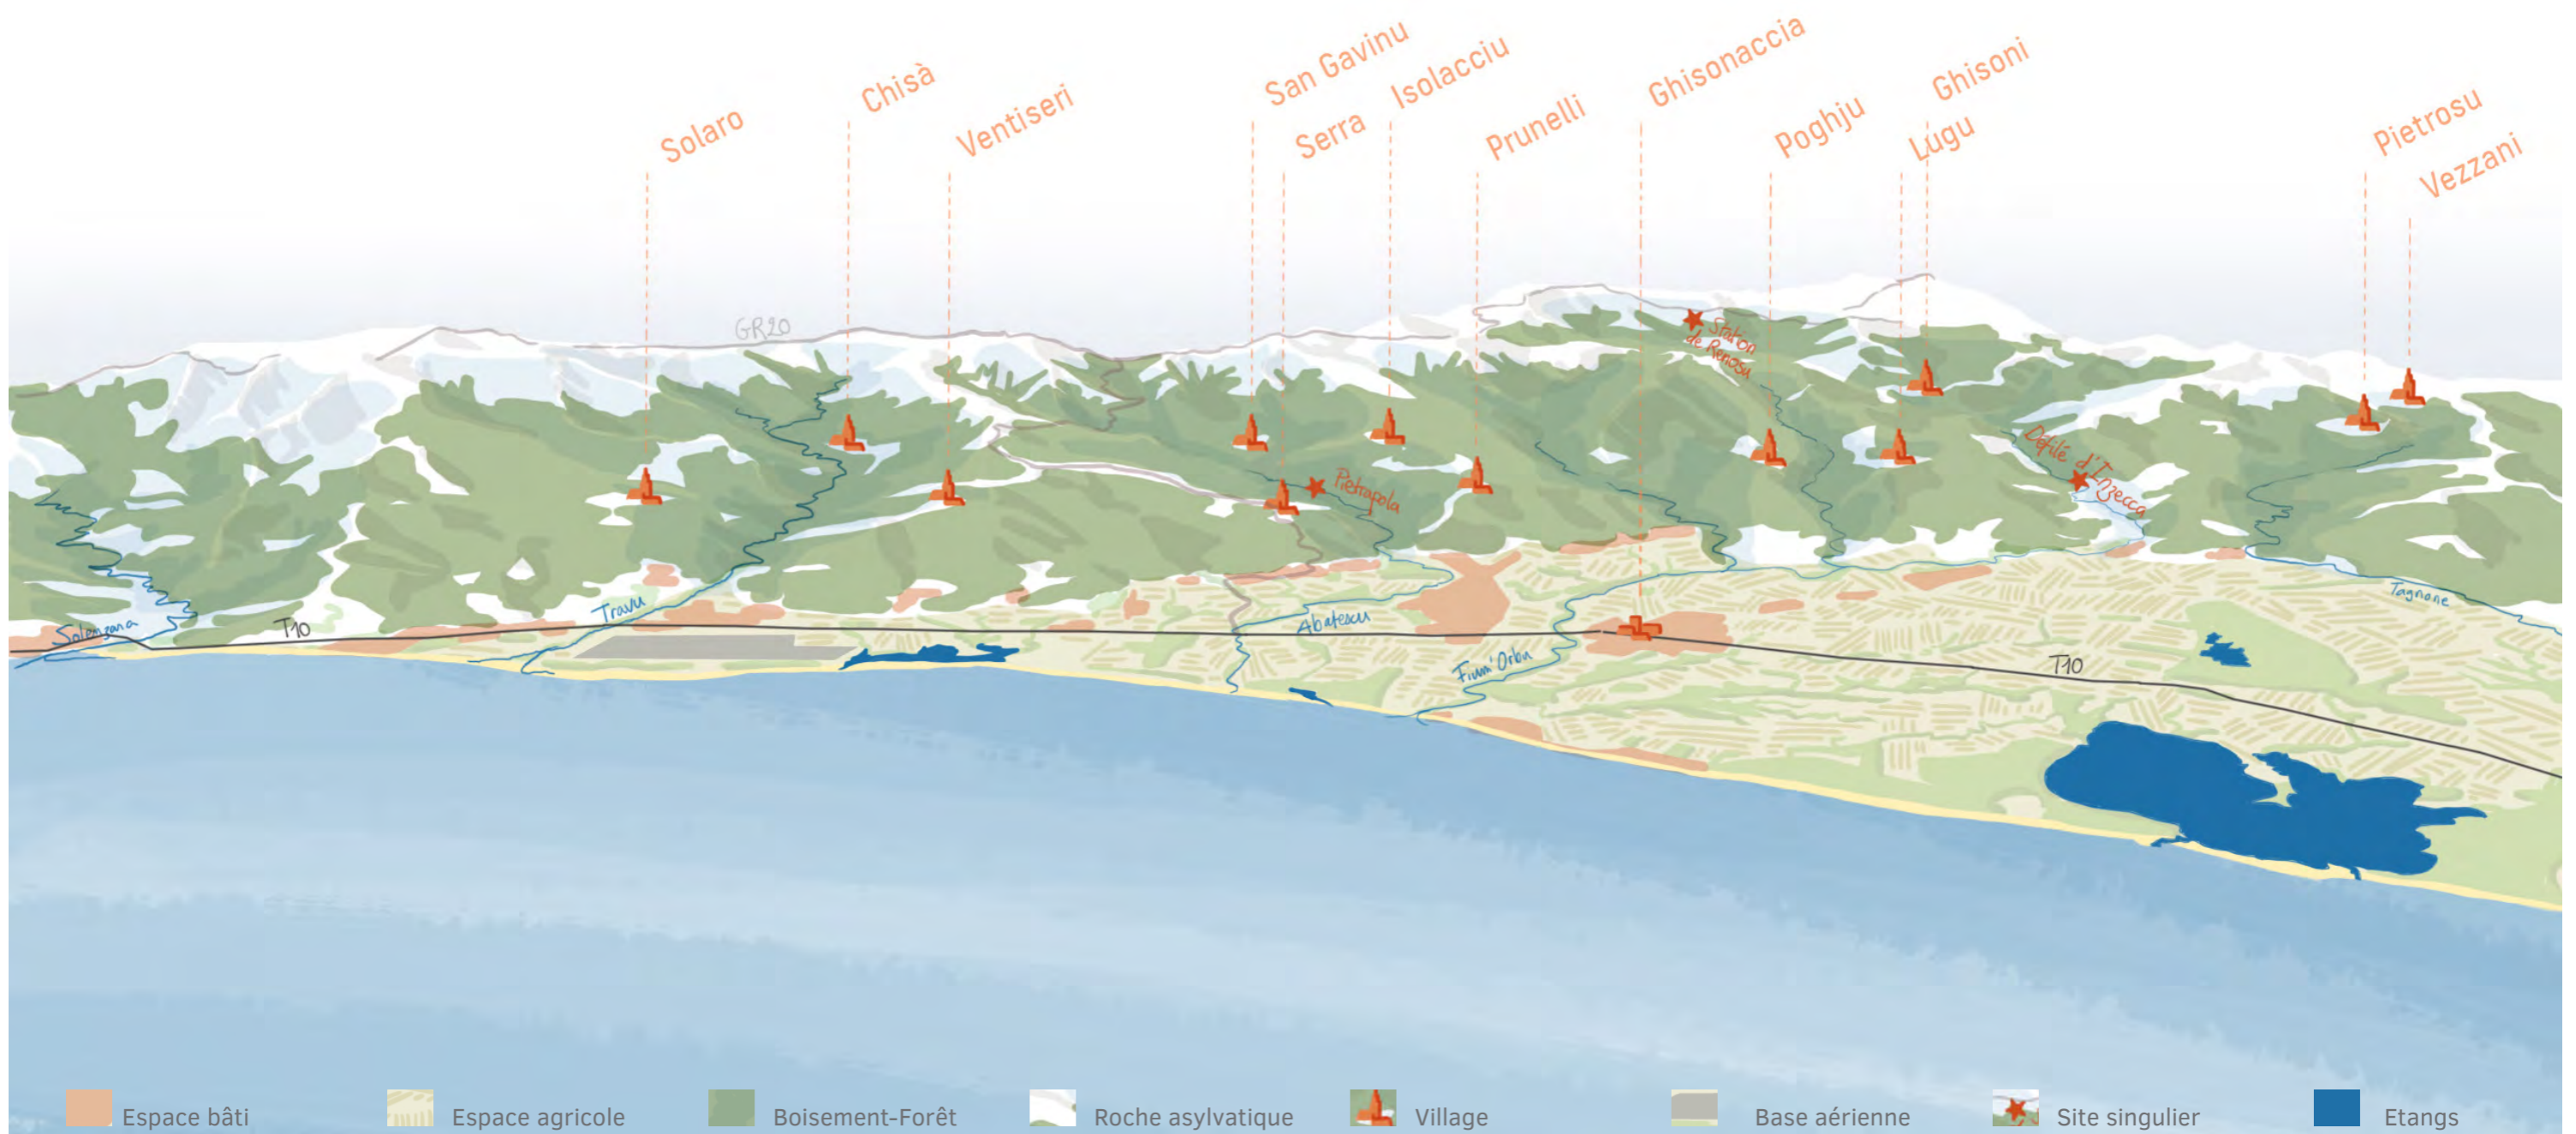 Solaro
Chisà
Ventiseri
San Gavinu
Serra
Isolacciu
Prunelli
Ghisonaccia
Poghju
Lugu
Ghisoni
Pietrosu
Vezzani
GR20
Station
de Renosu
Pietrapola
Défilé d'Inzecca
Solenzara
T10
Travu
Abatescu
Fium'Orbu
T10
Tagnone
Espace bâti
Espace agricole
Boisement-Forêt
Roche asylvatique
Village
Base aérienne
Site singulier
Etangs